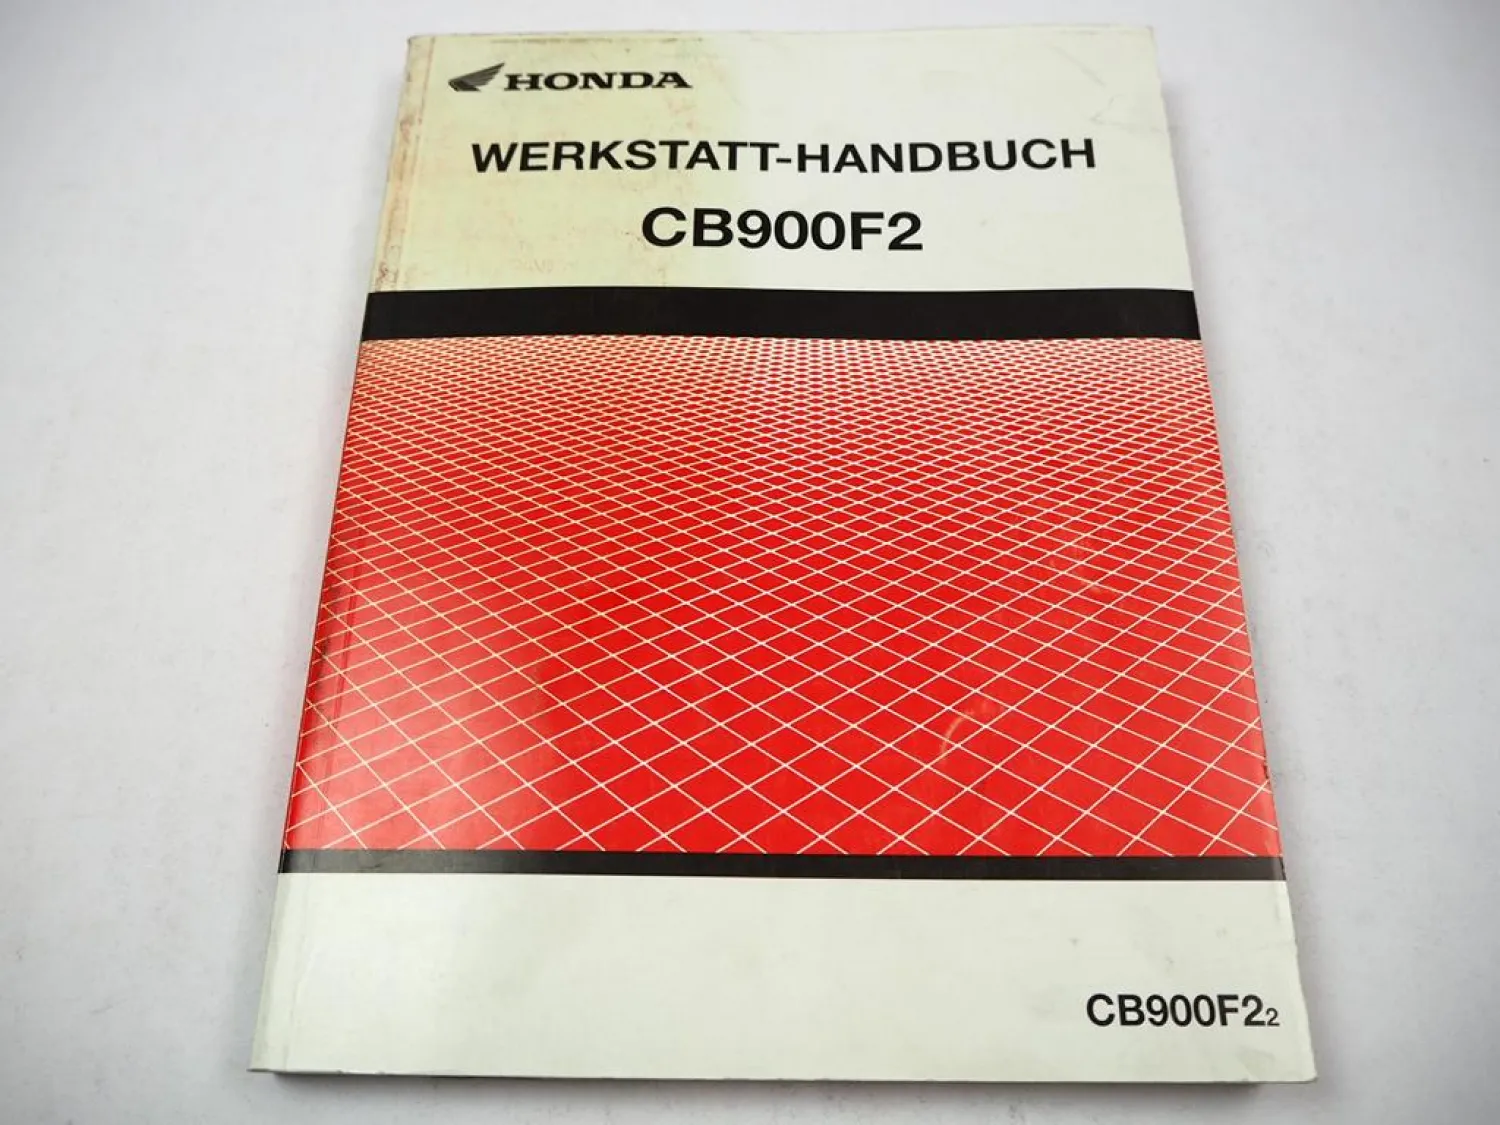 HONDA
WERKSTATT-HANDBUCH
CB900F2
CB900F22